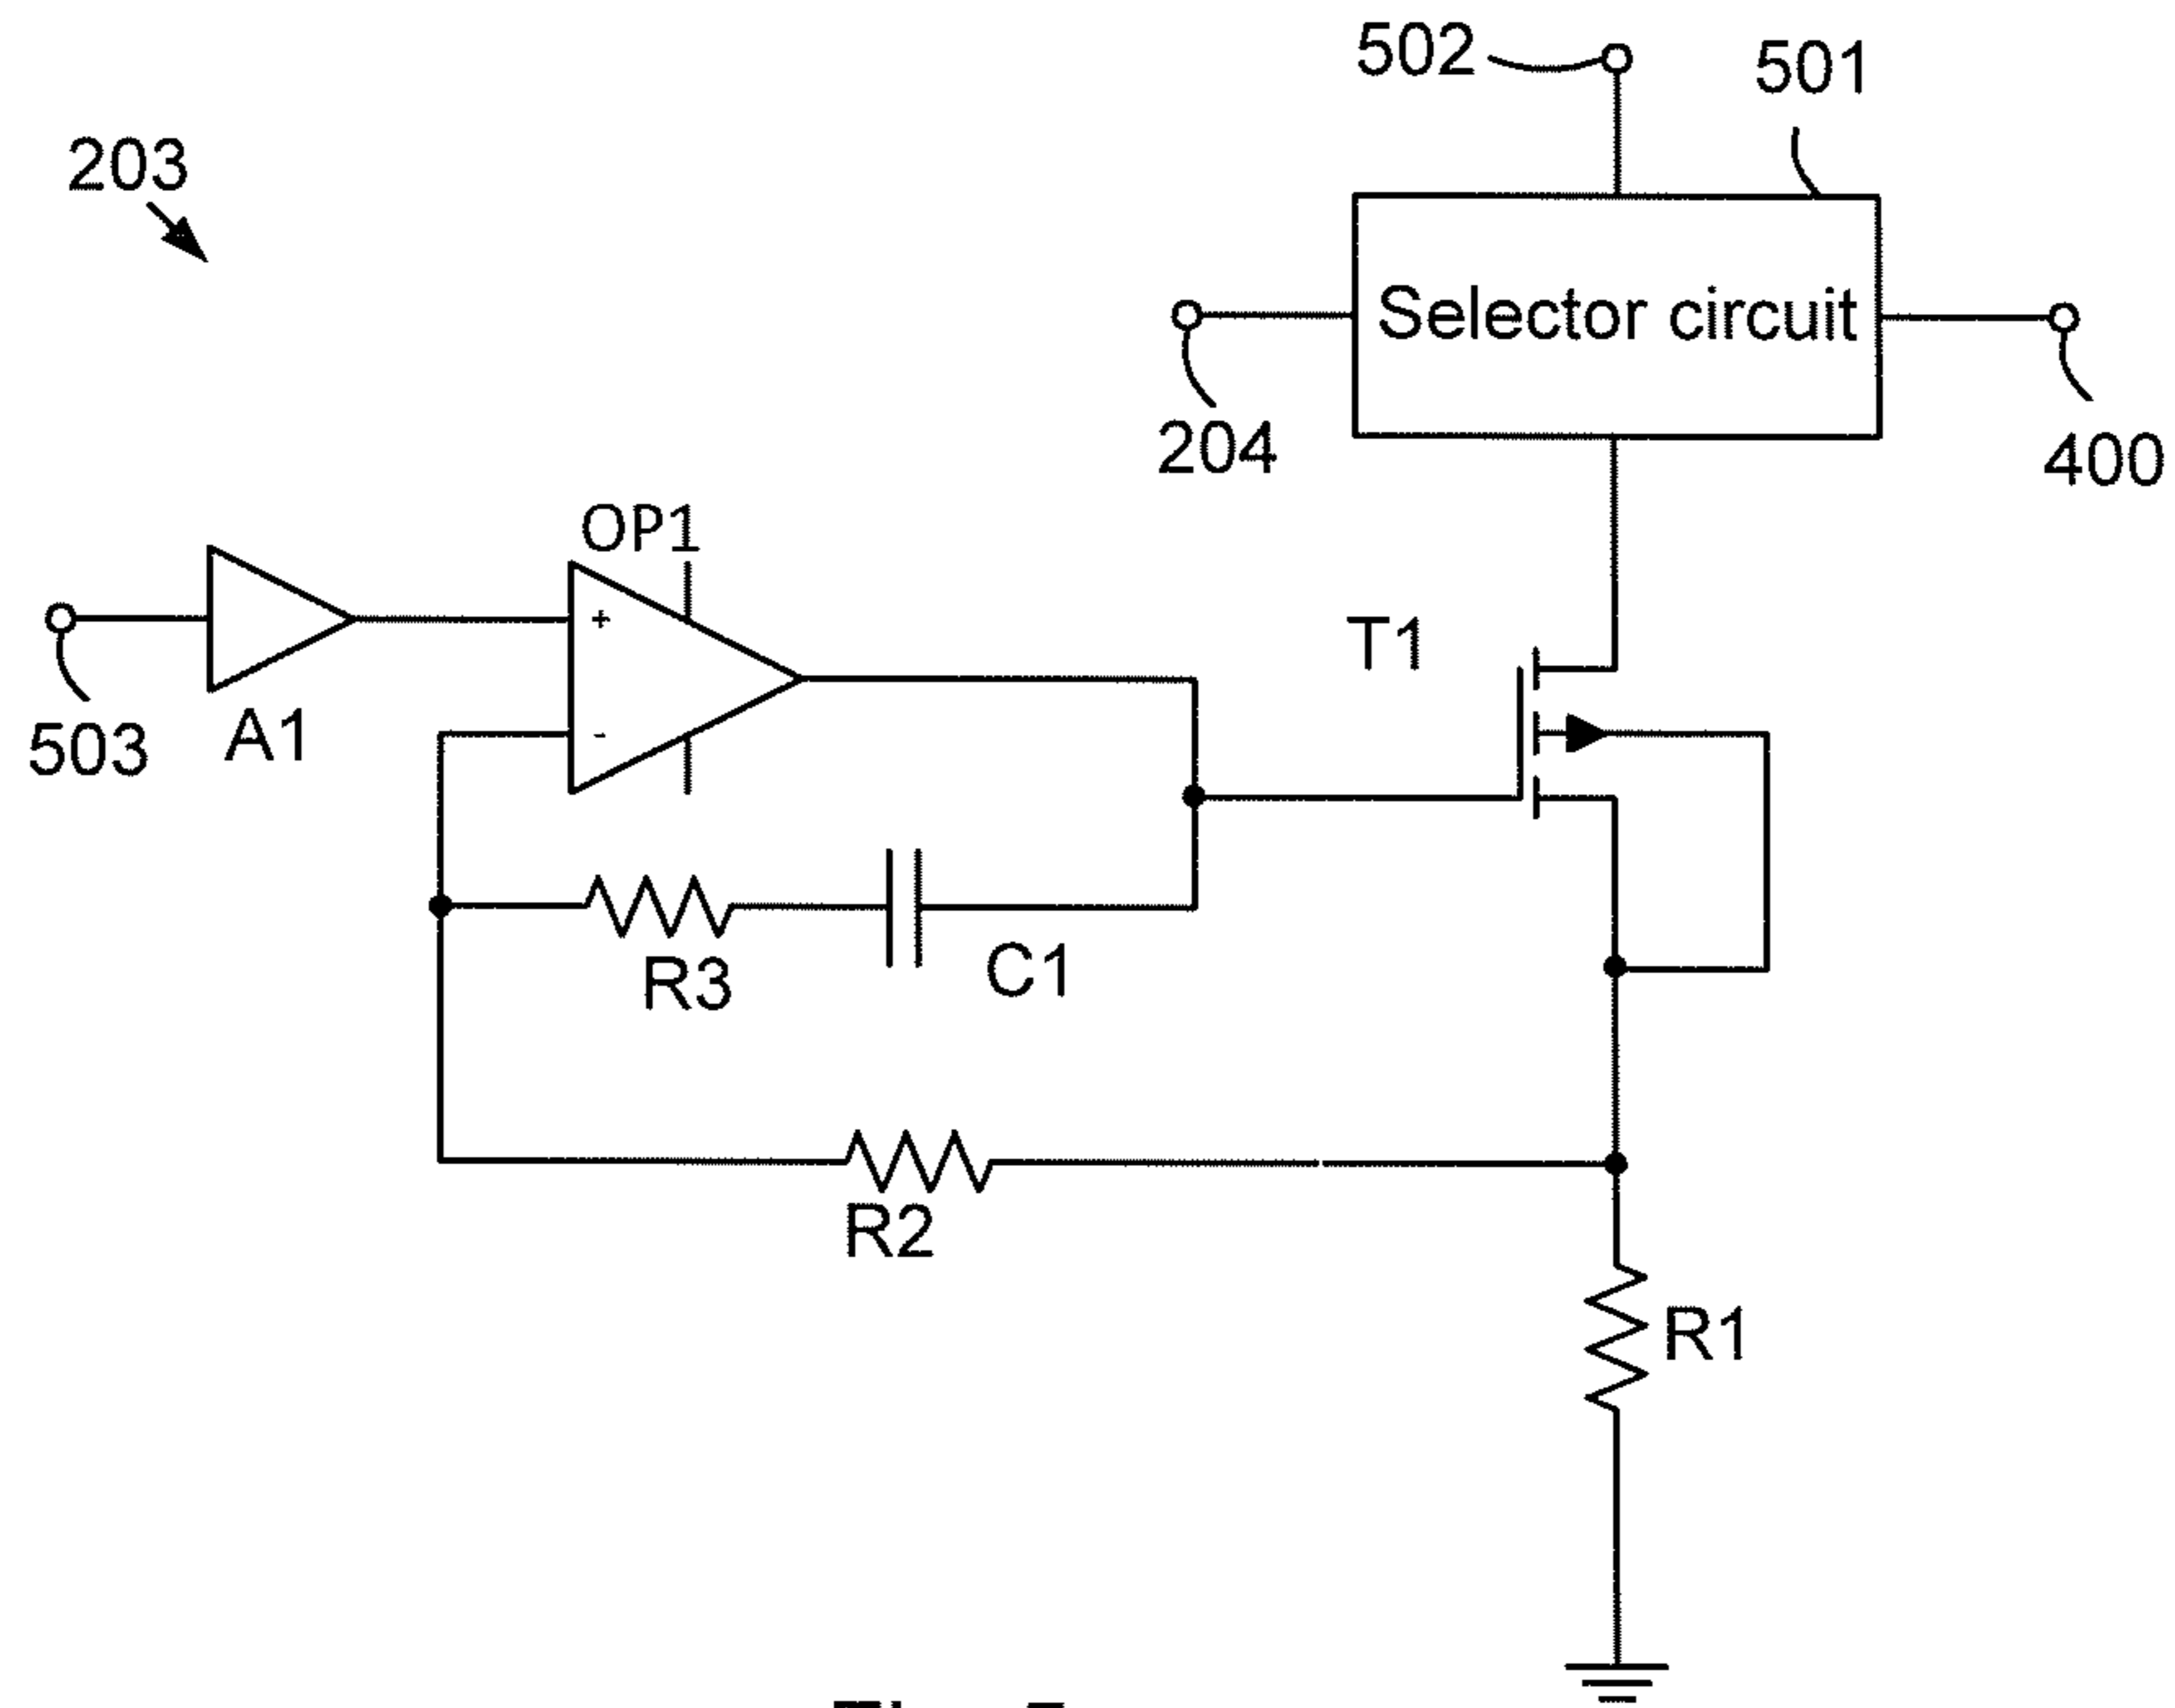 502
501
203
Selector circuit
204
400
OP1
+
-
T1
503
A1
R3
C1
R2
R1